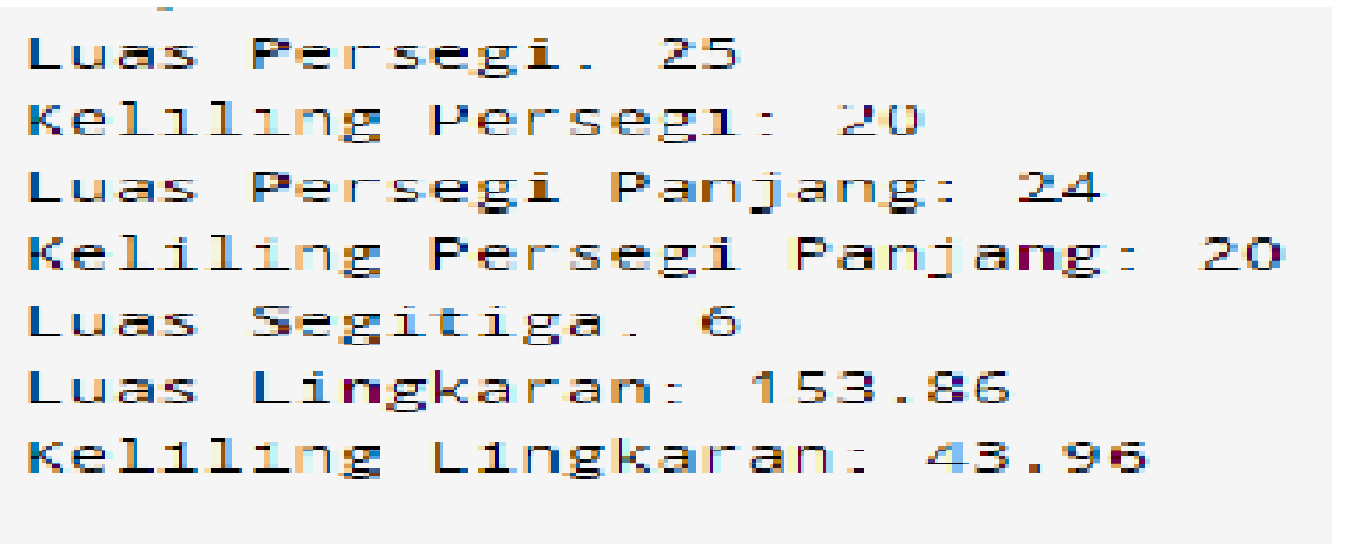 Luas Persegi: 25
Keliling Persegi: 20
Luas Persegi Panjang: 24
Keliling Persegi Panjang: 20
Luas Segitiga: 6
Luas Lingkaran: 153.86
Keliling Lingkaran: 43.96